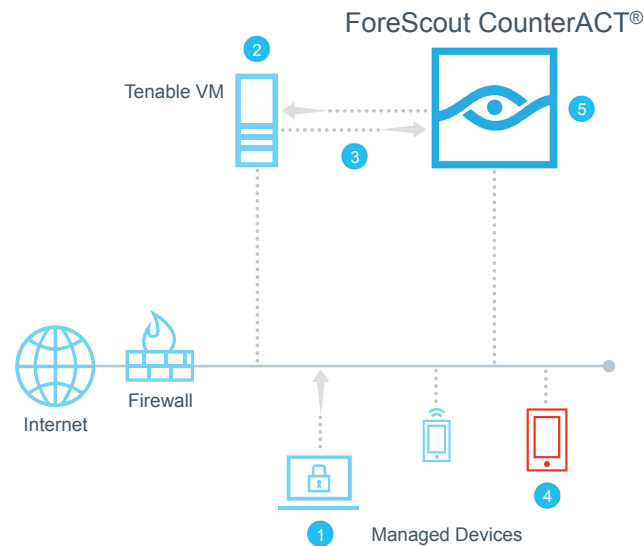 ForeScout CounterACT®
2
Tenable VM
5
3
Firewall
Internet
4
1
Managed Devices